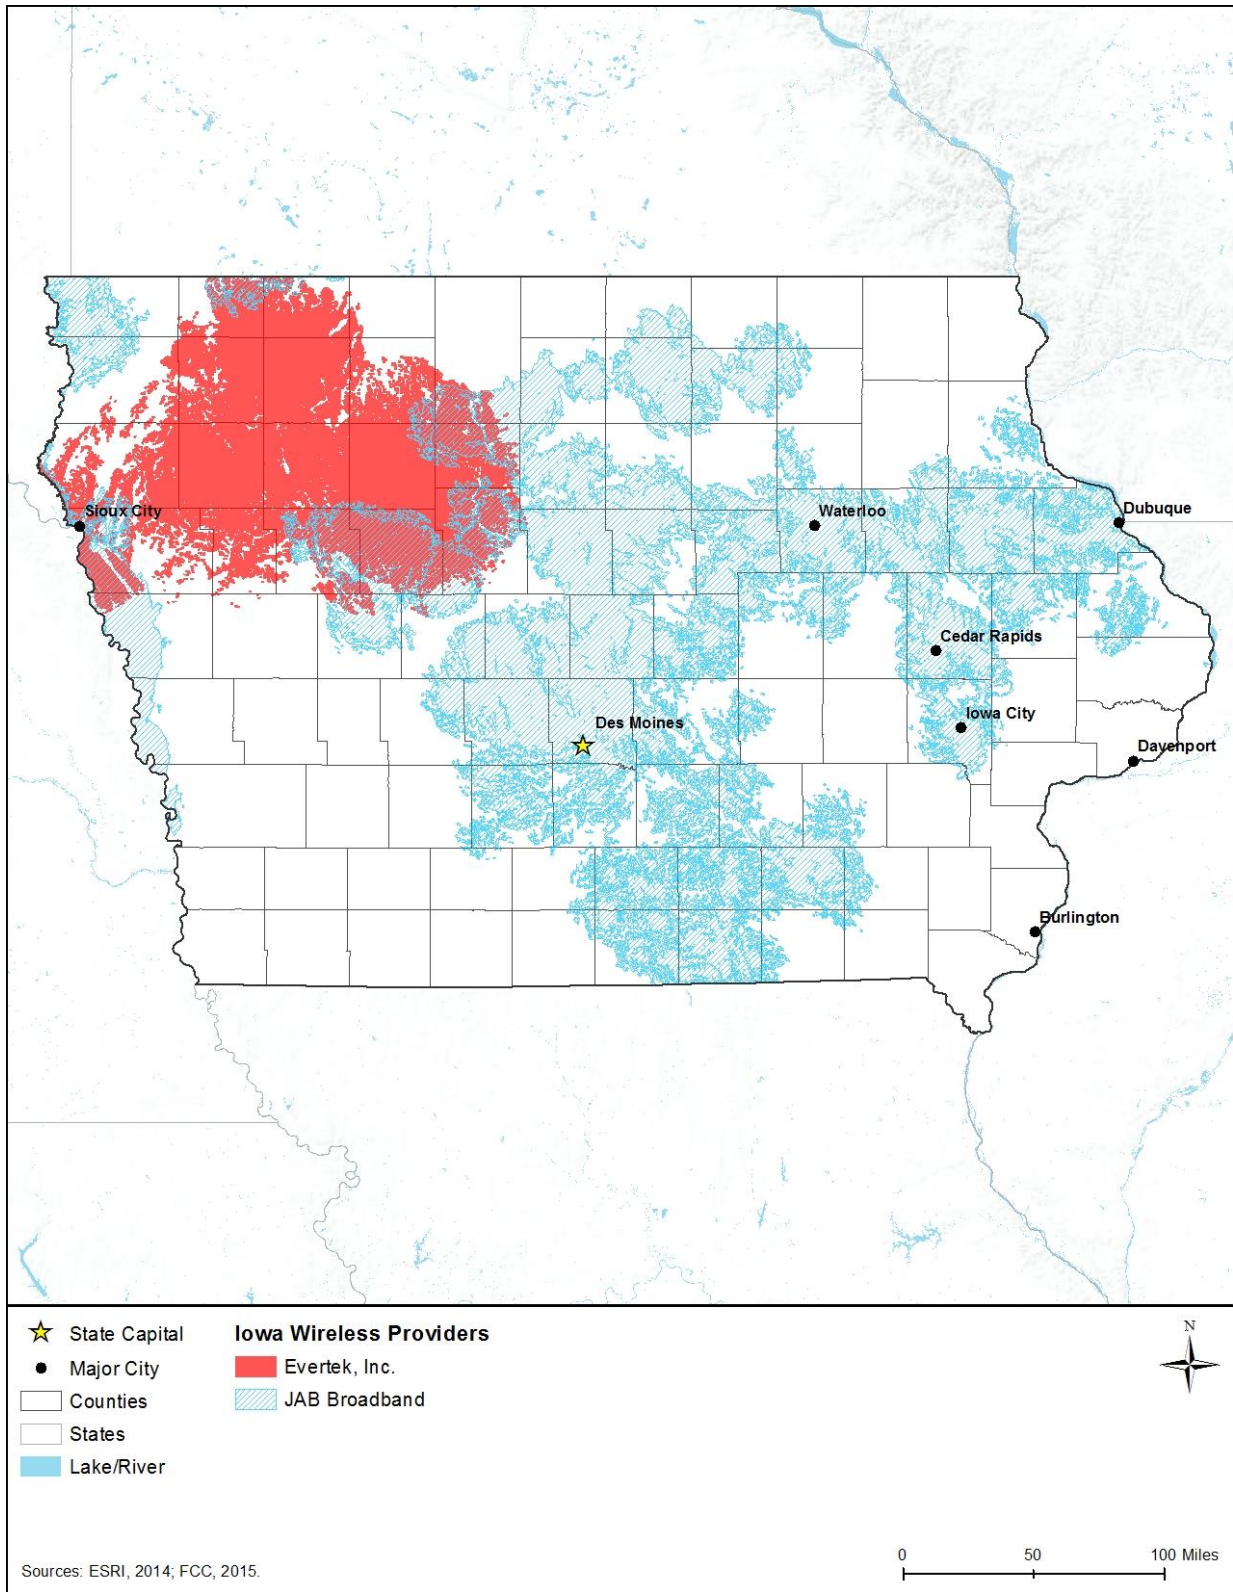 Sioux City
Waterloo
Dubuque
Cedar Rapids
Iowa City
Des Moines
Davenport
Burlington
State Capital
Major City
Counties
States
Lake/River
Iowa Wireless Providers
Evertek, Inc.
JAB Broadband
N
0 50 100 Miles
Sources: ESRI, 2014; FCC, 2015.